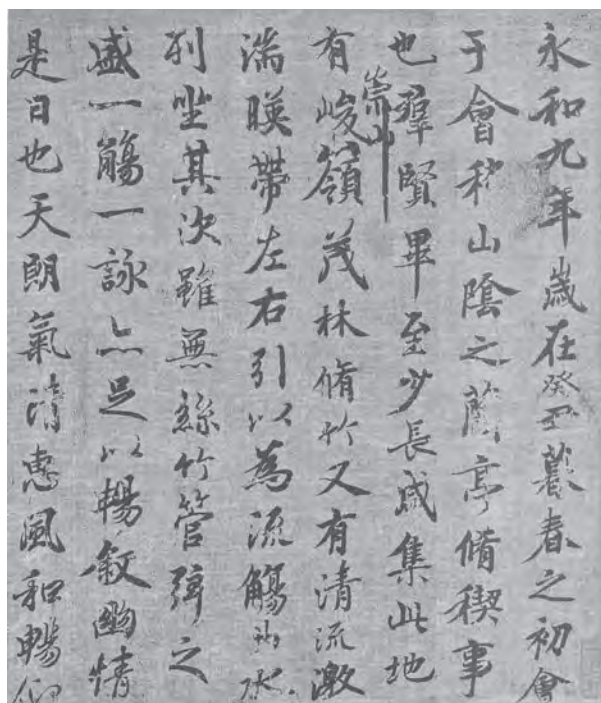 永和九年歲在癸丑暮春之初會
于會稽山陰之蘭亭脩禊事
也羣賢畢至少長咸集此地
有崇山峻嶺茂林脩竹又有清流激
湍暎帶左右引以為流觴曲水
列坐其次雖無絲竹管弦之
盛一觴一詠亦足以暢叙幽情
是日也天朗氣清惠風和暢仰